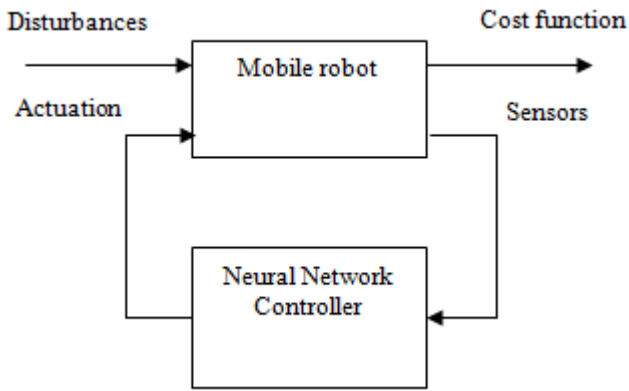 Disturbances
Cost function
Mobile robot
Actuation
Sensors
Neural Network
Controller